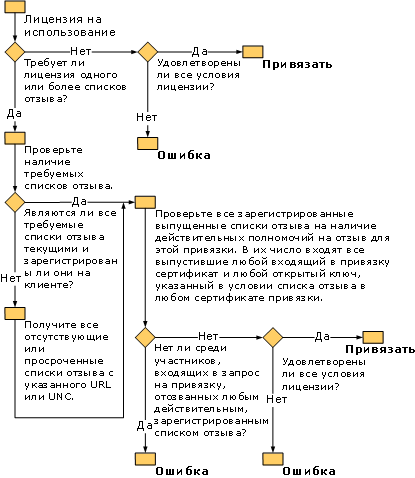 Лицензия на
использование
Нет
Да
Требует ли
лицензия одного
или более списков
отзыва?
Удовлетворены
ли все условия
лицензии?
Привязать
Да
Нет
Ошибка
Проверьте
наличие
требуемых
списков отзыва.
Да
Являются ли все
требуемые
списки отзыва
текущими и
зарегистрирован
ы ли они на
клиенте?
Проверьте все зарегистрированные
выпущенные списки отзыва на наличие
действительных полномочий на отзыв для
этой привязки. В их число входят все
выпустившие любой входящий в привязку
сертификат и любой открытый ключ,
указанный в условии списка отзыва в
любом сертификате привязки.
Нет
Получите все
отсутствующие
или
просроченные
списки отзыва с
указанного URL
или UNC.
Нет
Да
Нет ли среди
участников,
входящих в запрос
на привязку,
отозванных любым
действительным,
зарегистрированным
списком отзыва?
Привязать
Удовлетворены
ли все условия
лицензии?
Нет
Да
Ошибка
Ошибка